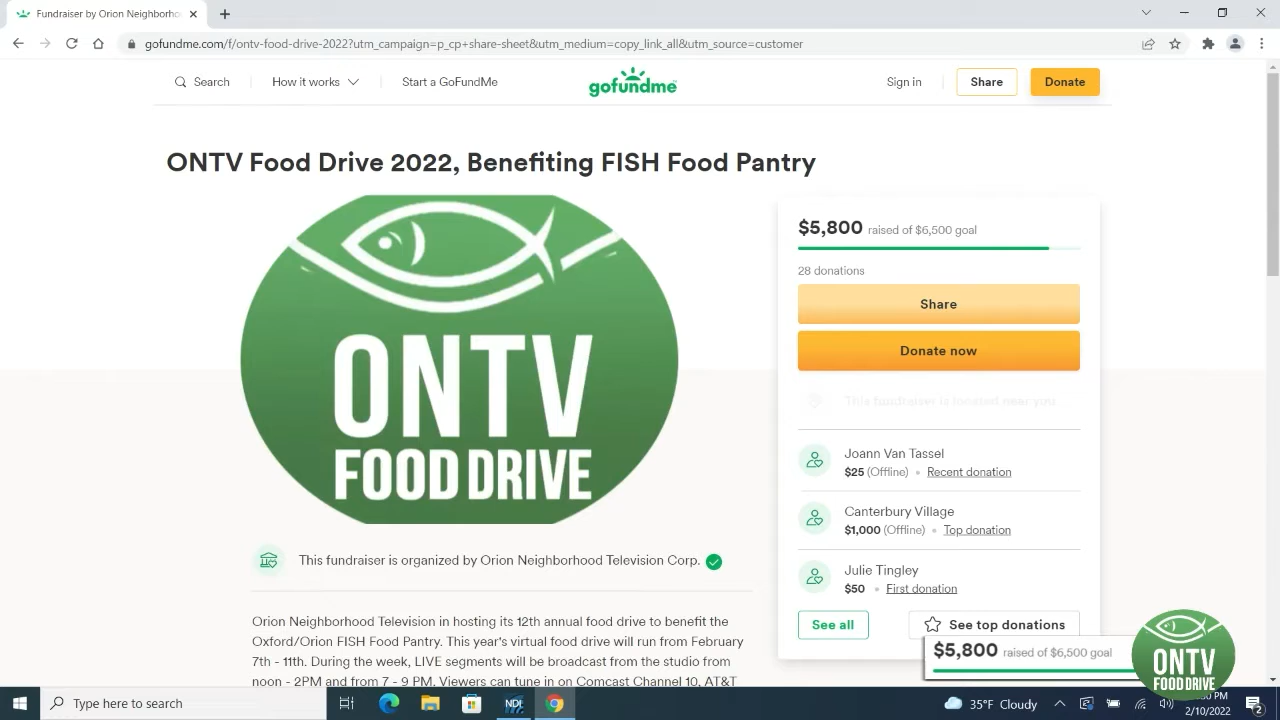 Fundraiser by Orion Neighborho
gofundme.com/f/ontv-food-drive-2022?utm_campaign=p_cp+share-sheet&utm_medium=copy_link_all&utm_source=customer
Search
How it works
Start a GoFundMe
gofundme
Sign in
Share
Donate
ONTV Food Drive 2022, Benefiting FISH Food Pantry
ONTV
FOOD DRIVE
$5,800 raised of $6,500 goal
28 donations
Share
Donate now
This fundraiser is located near you
Joann Van Tassel
$25 (Offline) • Recent donation
Canterbury Village
$1,000 (Offline) • Top donation
Julie Tingley
$50 • First donation
See all
See top donations
This fundraiser is organized by Orion Neighborhood Television Corp.
Orion Neighborhood Television in hosting its 12th annual food drive to benefit the
Oxford/Orion FISH Food Pantry. This year's virtual food drive will run from February
7th - 11th. During the week, LIVE segments will be broadcast from the studio from
noon - 2PM and from 7 - 9 PM. Viewers can tune in on Comcast Channel 10, AT&T
$5,800 raised of $6,500 goal
ONTV
FOOD DRIVE
Type here to search
NDI
35°F Cloudy
PM
2/10/2022
2